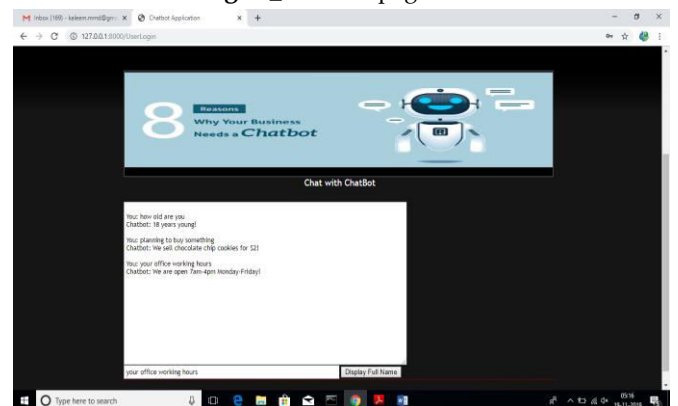 Inbox (169) - kaleem.mmd@gm
Chatbot Application
127.0.0.1:8000/UserLogin
8
Reasons
Why Your Business
Needs a Chatbot
Chat with ChatBot
You: how old are you
Chatbot: 18 years young!
You: planning to buy something
Chatbot: We sell chocolate chip cookies for $2!
You: your office working hours
Chatbot: We are open 7am-4pm Monday-Friday!
your office working hours
Display Full Name
Type here to search
05:16